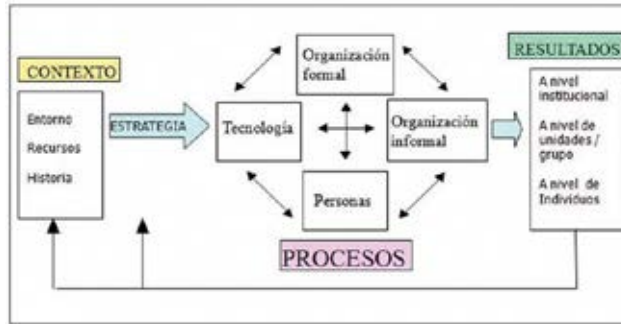 CONTEXTO
Entorno
Recursos
Historia
ESTRATEGIA
Organización
formal
Tecnología
Organización
informal
Personas
PROCESOS
RESULTADOS
A nivel
institucional
A nivel de
unidades /
grupo
A nivel de
Individuos